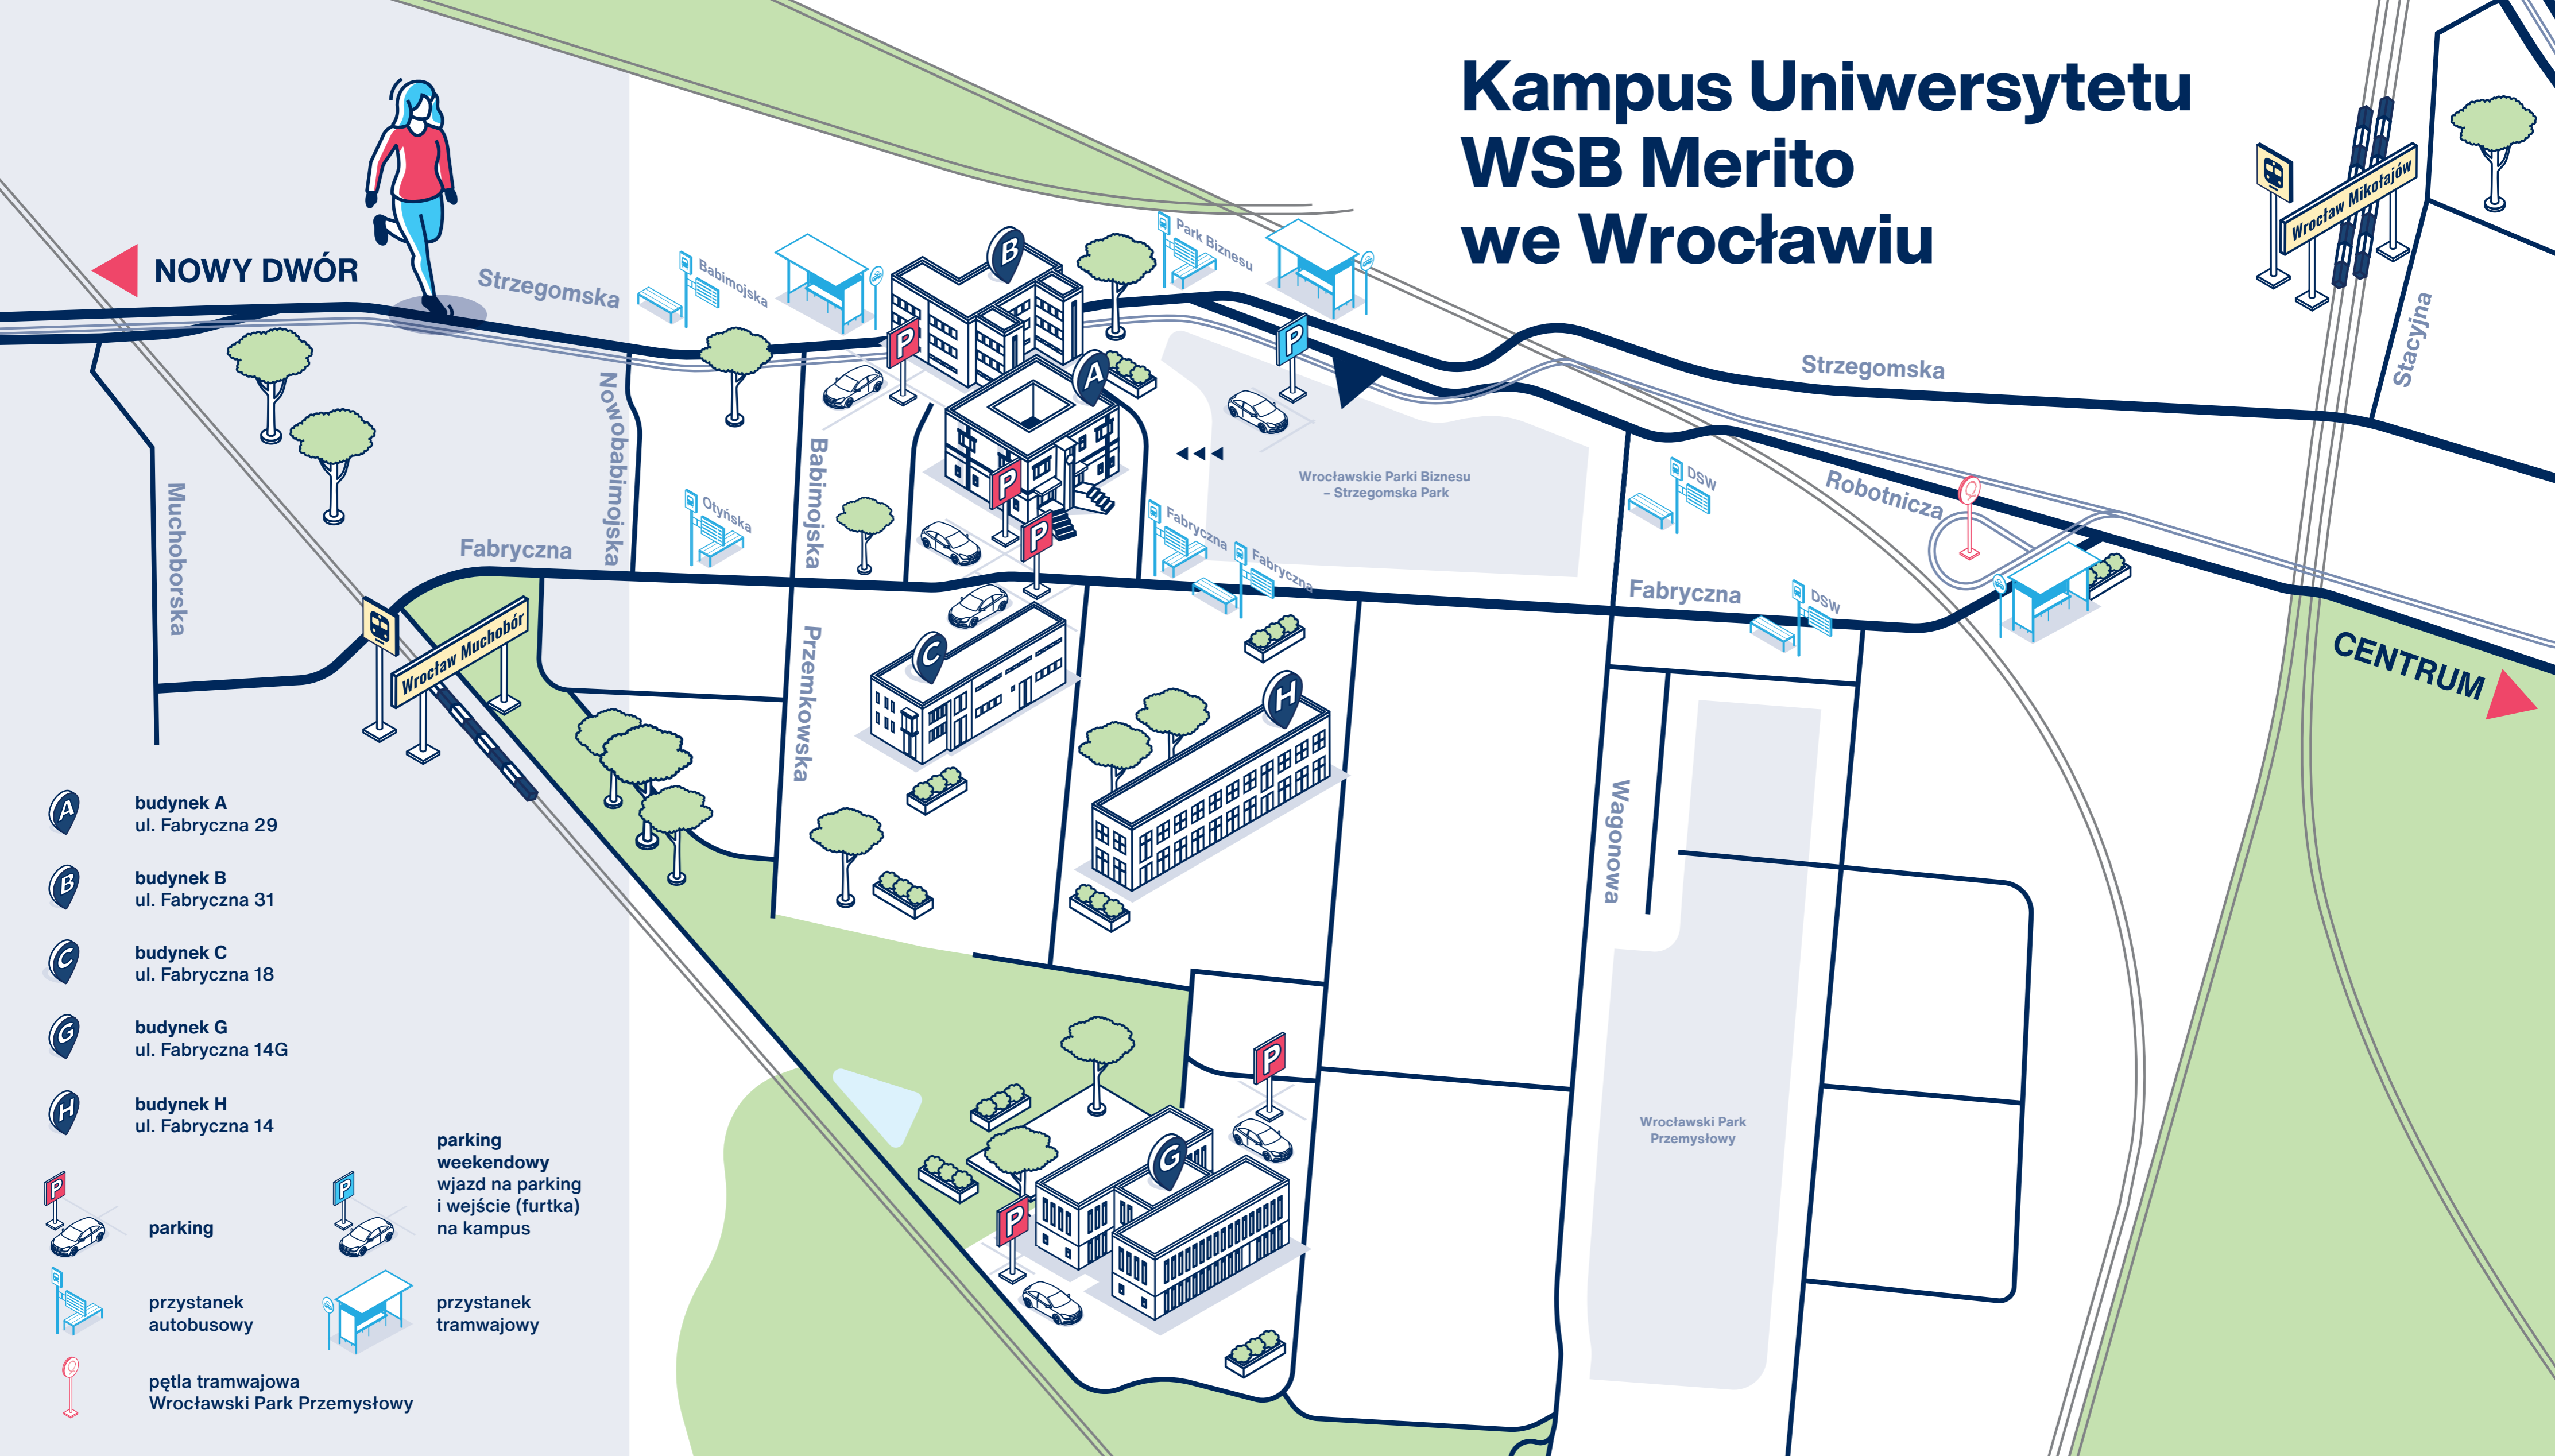 Kampus Uniwersytetu
WSB Merito
we Wrocławiu
NOWY DWÓR
Strzegomska
Babimojska
B
Park Biznesu
Wrocław Mikołajów
Stacyjna
P
A
P
Strzegomska
Nowobabimojska
Babimojska
Muchoborska
Otyńska
P
P
Fabryczna
Fabryczna
Wrocławskie Parki Biznesu
– Strzegomska Park
DSW
Robotnicza
Fabryczna
Fabryczna
DSW
CENTRUM
Wrocław Muchobór
Przemkowska
C
H
Wagonowa
A
budynek A
ul. Fabryczna 29
B
budynek B
ul. Fabryczna 31
C
budynek C
ul. Fabryczna 18
G
budynek G
ul. Fabryczna 14G
H
budynek H
ul. Fabryczna 14
P
G
P
Wrocławski Park
Przemysłowy
P
parking
P
parking
weekendowy
wjazd na parking
i wejście (furtka)
na kampus
przystanek
autobusowy
przystanek
tramwajowy
pętla tramwajowa
Wrocławski Park Przemysłowy